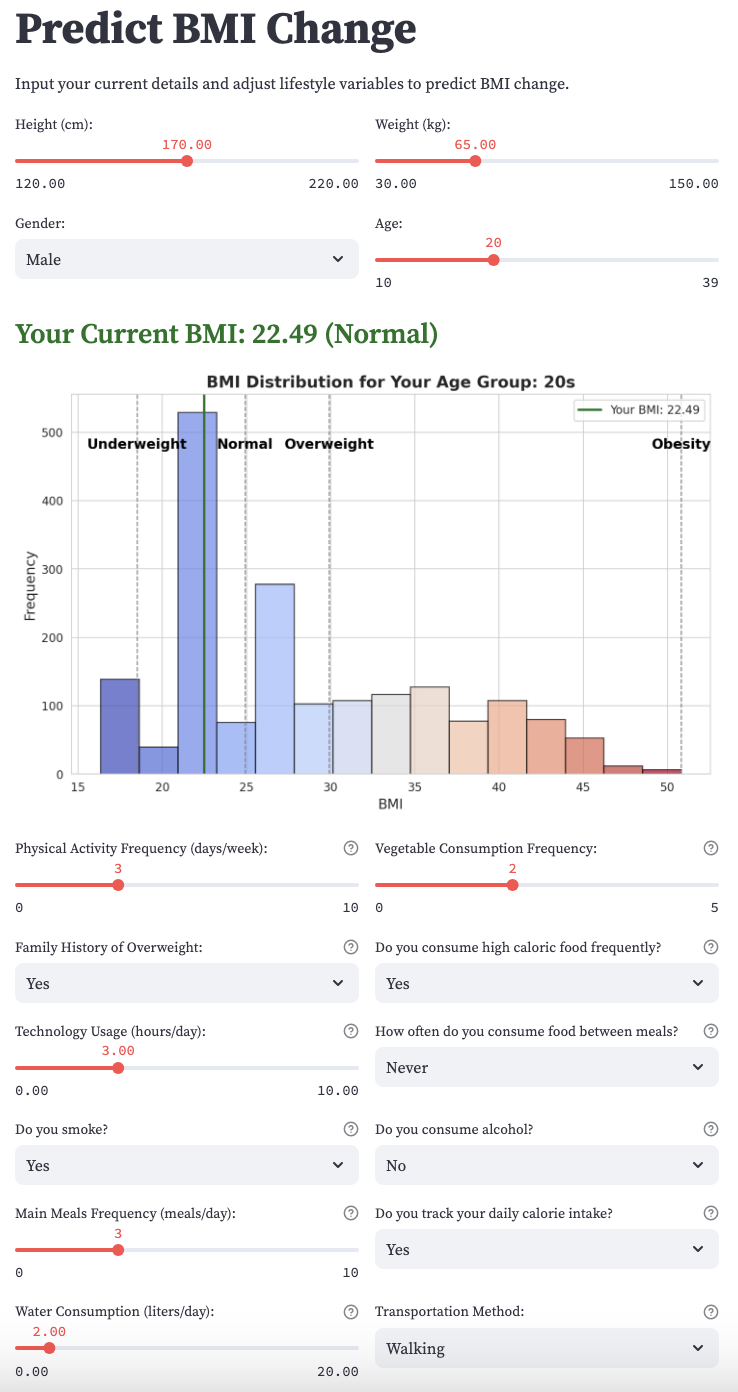 Predict BMI Change
Input your current details and adjust lifestyle variables to predict BMI change.
Height (cm):
170.00
120.00 220.00
Weight (kg):
65.00
30.00 150.00
Gender:
Male
Age:
20
10 39
Your Current BMI: 22.49 (Normal)
BMI Distribution for Your Age Group: 20s
Your BMI: 22.49
Underweight Normal Overweight Obesity
Frequency
500
400
300
200
100
0
15 20 25 30 35 40 45 50
BMI
Physical Activity Frequency (days/week):
3
0 10
Vegetable Consumption Frequency:
2
0 5
Family History of Overweight:
Yes
Do you consume high caloric food frequently?
Yes
Technology Usage (hours/day):
3.00
0.00 10.00
How often do you consume food between meals?
Never
Do you smoke?
Yes
Do you consume alcohol?
No
Main Meals Frequency (meals/day):
3
0 10
Do you track your daily calorie intake?
Yes
Water Consumption (liters/day):
2.00
0.00 20.00
Transportation Method:
Walking